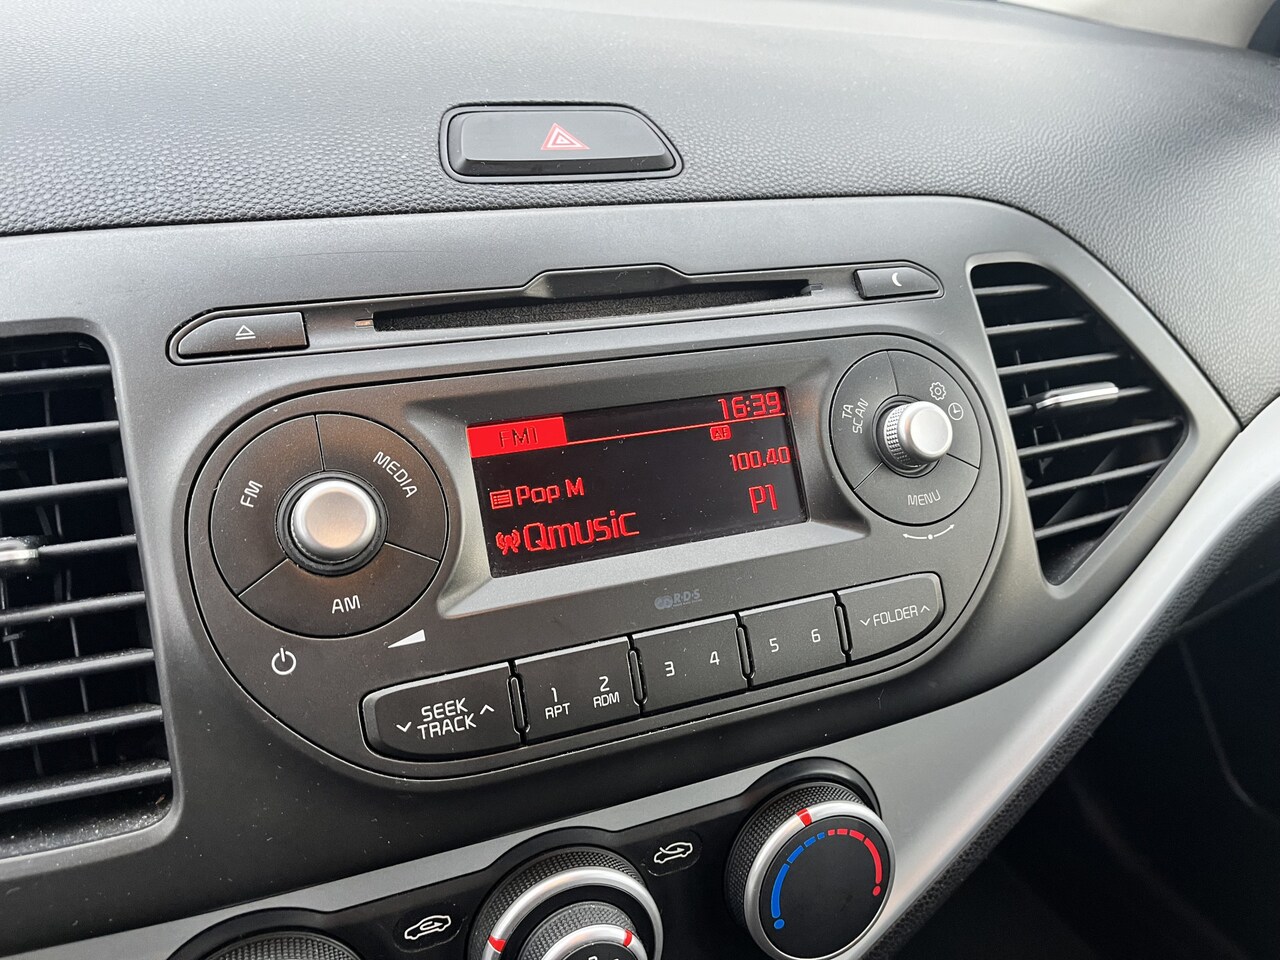 16:39
FM1
AF
100.40
Pop M
P1
Qmusic
FM
MEDIA
AM
TA
SCAN
MENU
R·D·S
SEEK
TRACK
1
RPT
2
RDM
3
4
5
6
FOLDER